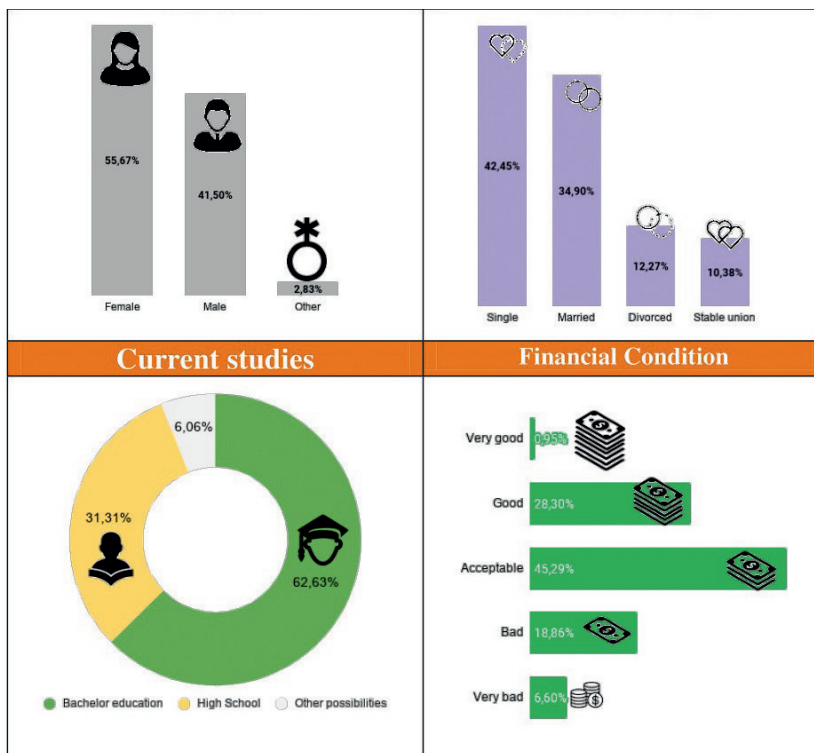 55,67%
41,50%
2,83%
Female
Male
Other
42,45%
34,90%
12,27%
10,38%
Single
Married
Divorced
Stable union
Current studies
6,06%
31,31%
62,63%
Bachelor education
High School
Other possibilities
Financial Condition
Very good
0,95%
Good
28,30%
Acceptable
45,29%
Bad
18,86%
Very bad
6,60%